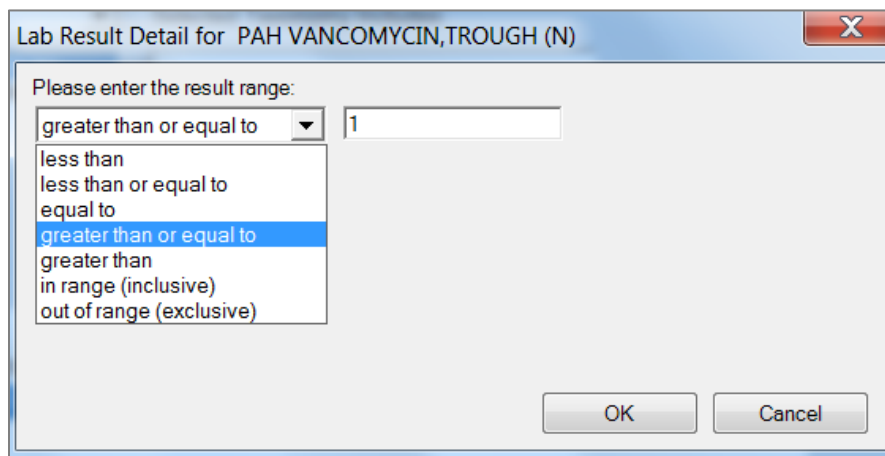 Lab Result Detail for PAH VANCOMYCIN,TROUGH (N)
Please enter the result range:
greater than or equal to 1
less than
less than or equal to
equal to
greater than or equal to
greater than
in range (inclusive)
out of range (exclusive)
OK Cancel